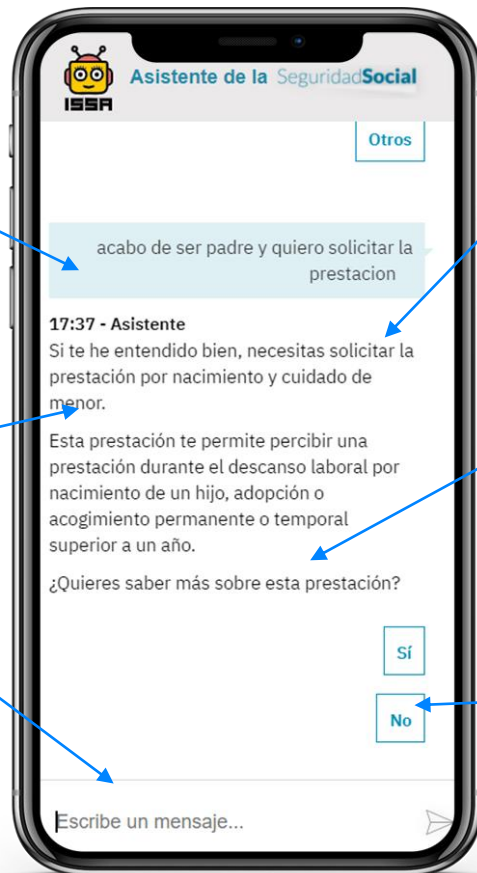 ISSA
Asistente de la SeguridadSocial
Otros
acabo de ser padre y quiero solicitar la
prestacion
17:37 - Asistente
Si te he entendido bien, necesitas solicitar la
prestación por nacimiento y cuidado de
menor.
Esta prestación te permite percibir una
prestación durante el descanso laboral por
nacimiento de un hijo, adopción o
acogimiento permanente o temporal
superior a un año.
¿Quieres saber más sobre esta prestación?
Sí
No
Escribe un mensaje...